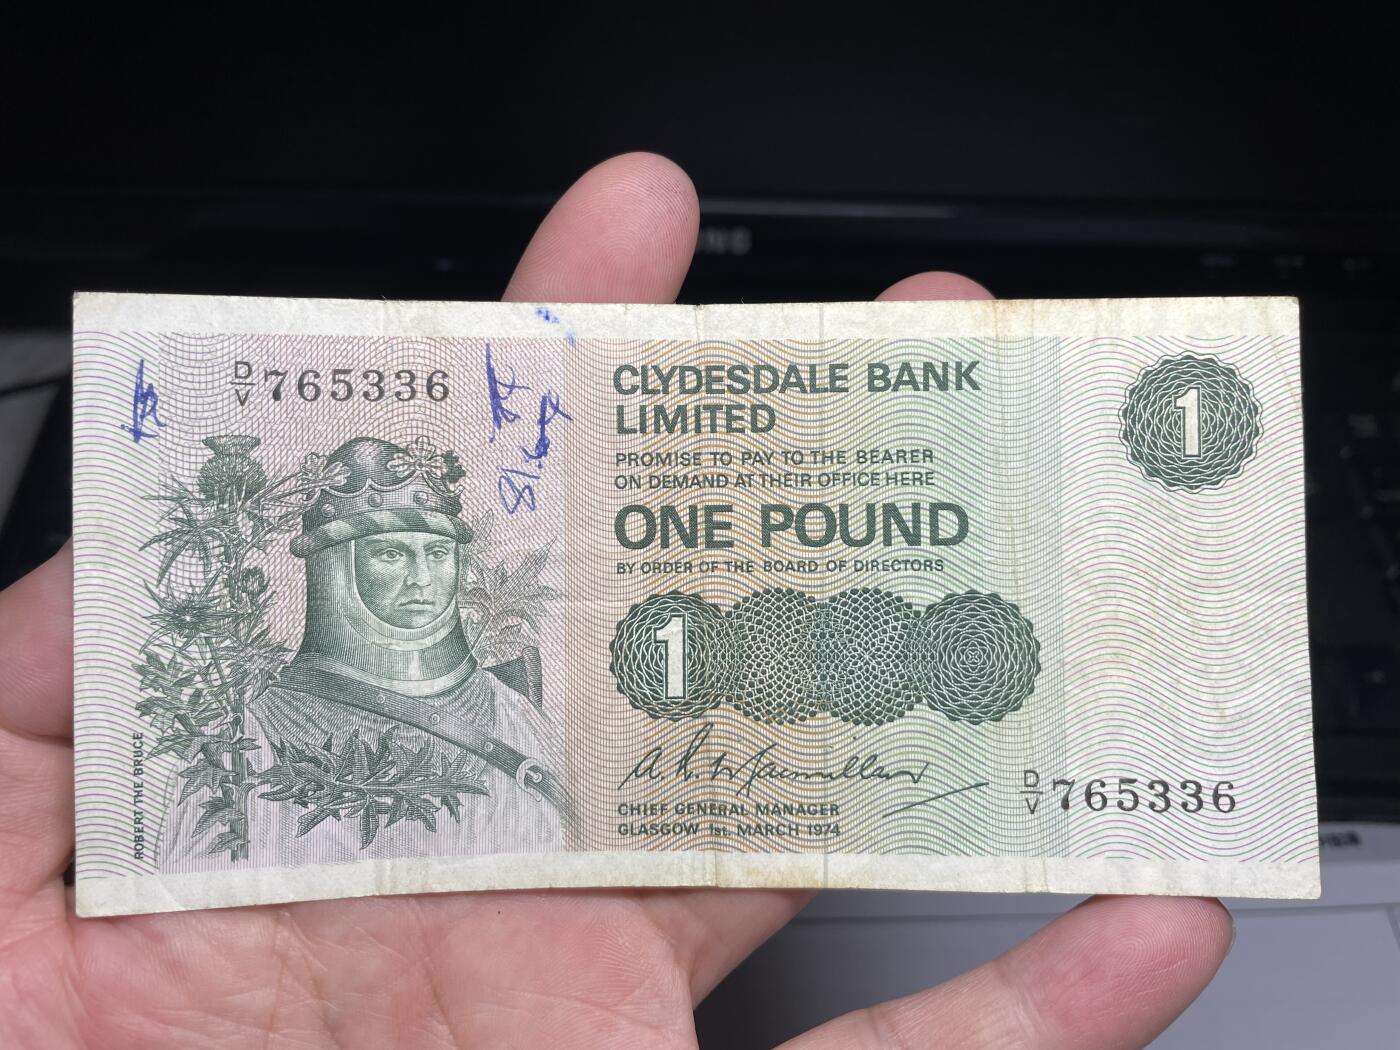 D/V 765336
CLYDESDALE BANK
LIMITED
PROMISE TO PAY TO THE BEARER
ON DEMAND AT THEIR OFFICE HERE
ONE POUND
BY ORDER OF THE BOARD OF DIRECTORS
1
1
A. R. Macmillan
CHIEF GENERAL MANAGER
GLASGOW 1st. MARCH 1974
D/V 765336
ROBERT THE BRUCE